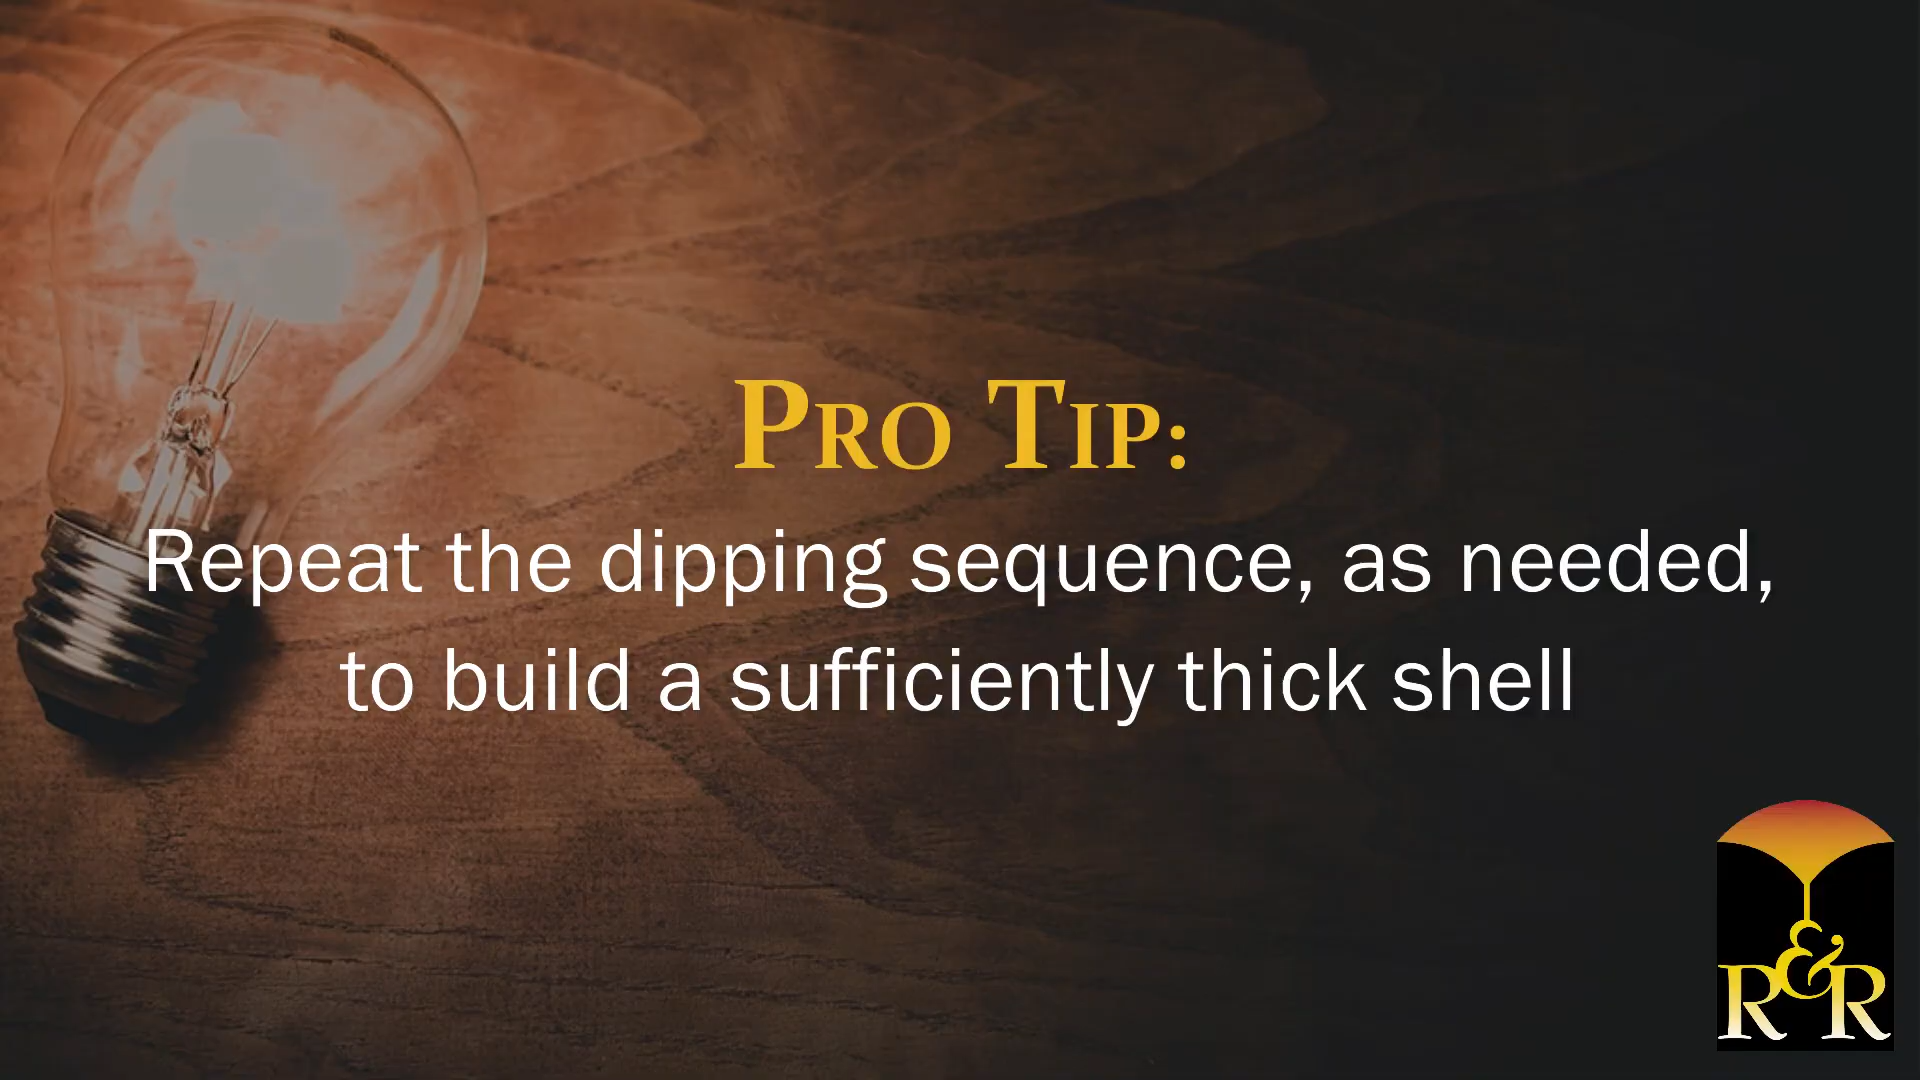 PRO TIP:
Repeat the dipping sequence, as needed,
to build a sufficiently thick shell
R&R